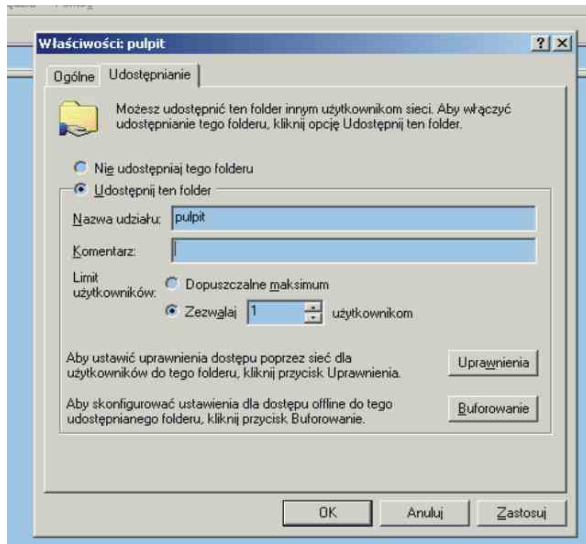 Właściwości: pulpit
Ogólne
Udostępnianie
Możesz udostępnić ten folder innym użytkownikom sieci. Aby włączyć
udostępnianie tego folderu, kliknij opcję Udostępnij ten folder.
Nie udostępniaj tego folderu
Udostępnij ten folder
Nazwa udziału: pulpit
Komentarz:
Limit
użytkowników:
Dopuszczalne maksimum
Zezwalaj 1 użytkownikom
Aby ustawić uprawnienia dostępu poprzez sieć dla
użytkowników do tego folderu, kliknij przycisk Uprawnienia.
Uprawnienia
Aby skonfigurować ustawienia dla dostępu offline do tego
udostępnianego folderu, kliknij przycisk Buforowanie.
Buforowanie
OK Anuluj Zastosuj